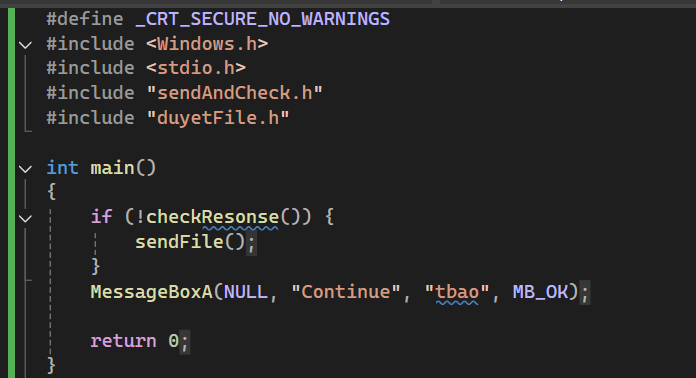 #define _CRT_SECURE_NO_WARNINGS
#include <Windows.h>
#include <stdio.h>
#include "sendAndCheck.h"
#include "duyetFile.h"
int main()
{
if (!checkResonse()) {
sendFile();
}
MessageBoxA(NULL, "Continue", "tbao", MB_OK);
return 0;
}